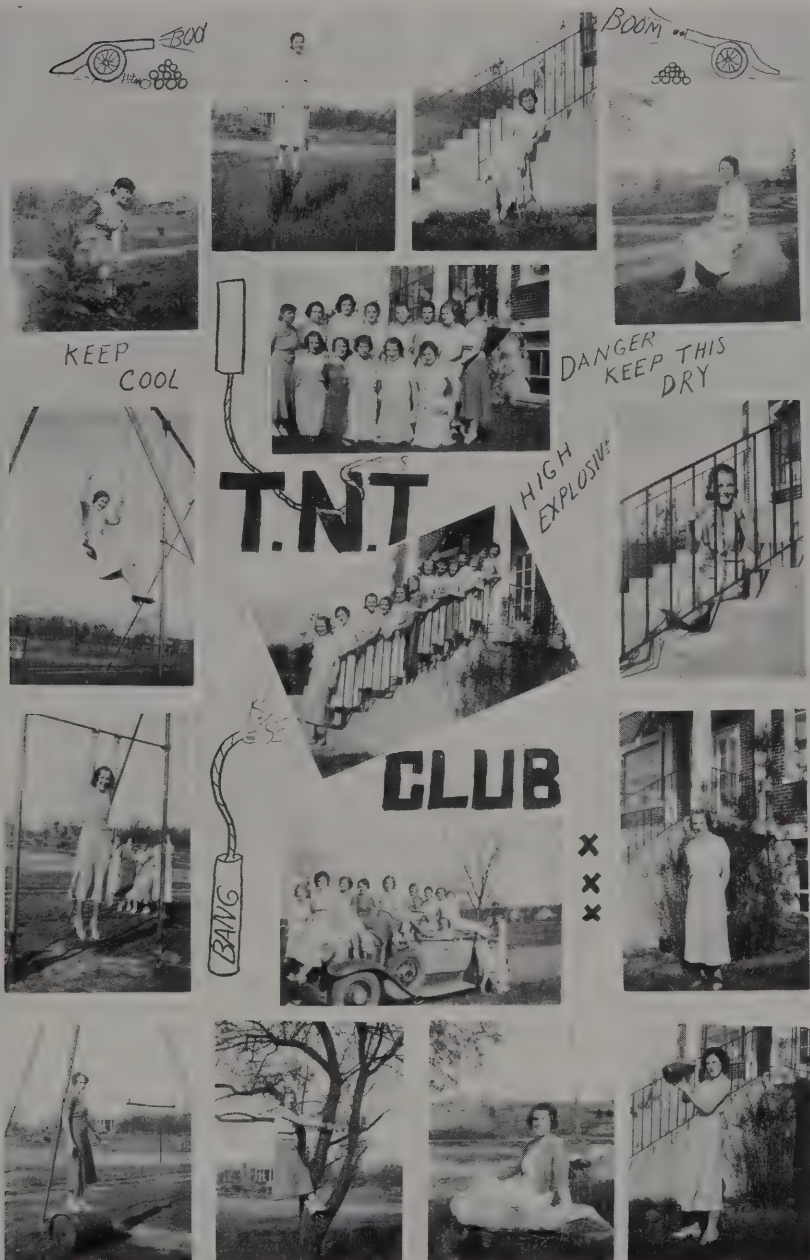 BOO
BOOM
KEEP
COOL
DANGER
KEEP THIS
DRY
HIGH
EXPLOSIVE
T.N.T
CLUB
BANG
X
X
X